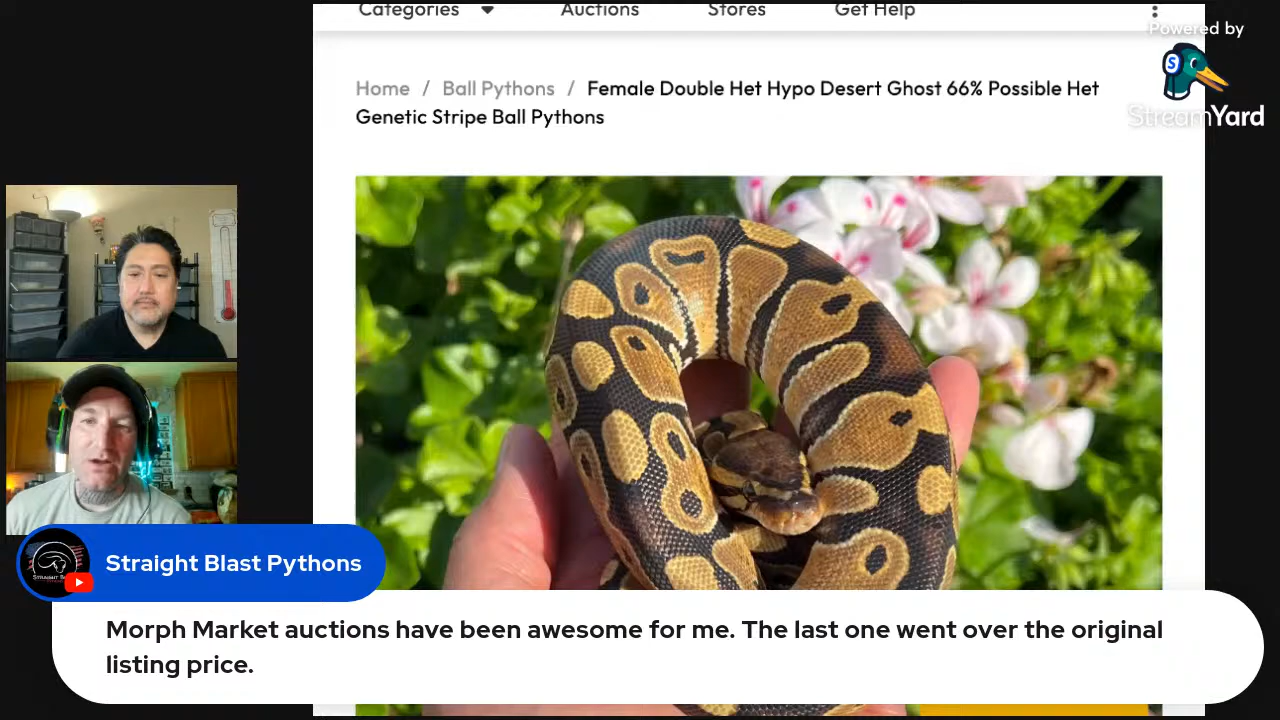 Categories Auctions Stores Get Help
Powered by
StreamYard
Home / Ball Pythons / Female Double Het Hypo Desert Ghost 66% Possible Het
Genetic Stripe Ball Pythons
Straight Blast Pythons
Morph Market auctions have been awesome for me. The last one went over the original
listing price.